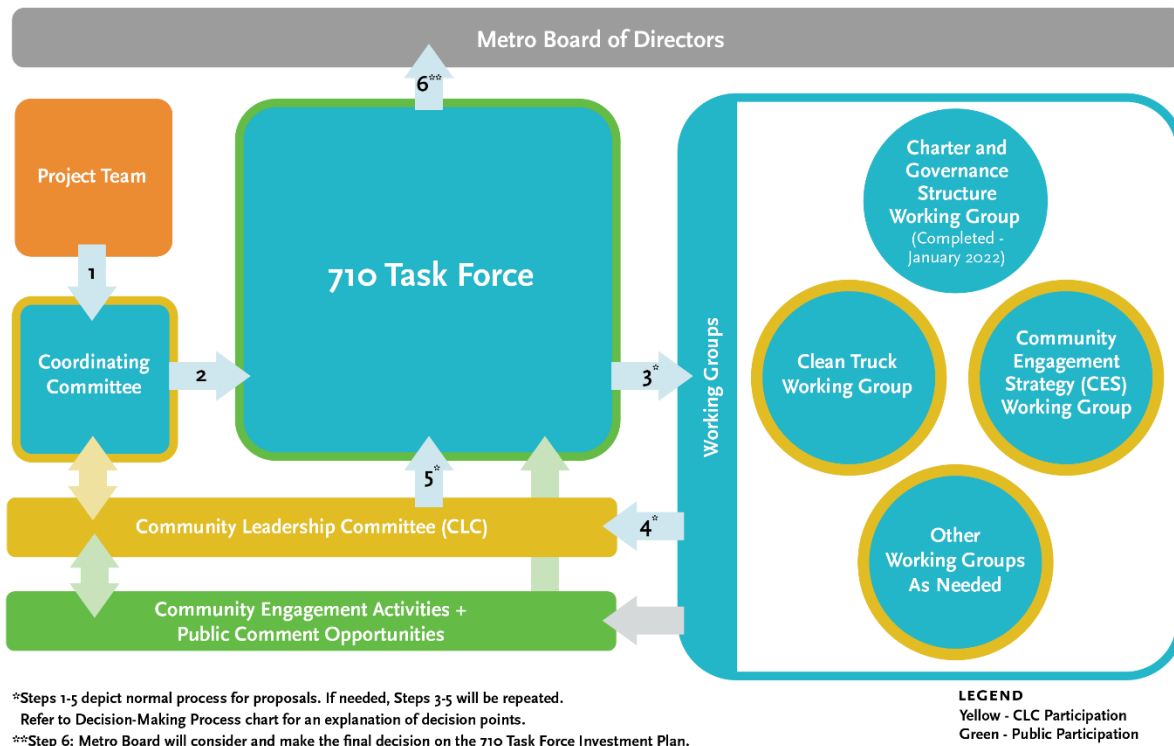 Metro Board of Directors
6**
Project Team
1
Coordinating
Committee
2
710 Task Force
3*
5*
4*
Community Leadership Committee (CLC)
Community Engagement Activities +
Public Comment Opportunities
Working Groups
Charter and
Governance
Structure
Working Group
(Completed -
January 2022)
Clean Truck
Working Group
Community
Engagement
Strategy (CES)
Working Group
Other
Working Groups
As Needed
*Steps 1-5 depict normal process for proposals. If needed, Steps 3-5 will be repeated.
Refer to Decision-Making Process chart for an explanation of decision points.
**Step 6: Metro Board will consider and make the final decision on the 710 Task Force Investment Plan.
LEGEND
Yellow - CLC Participation
Green - Public Participation